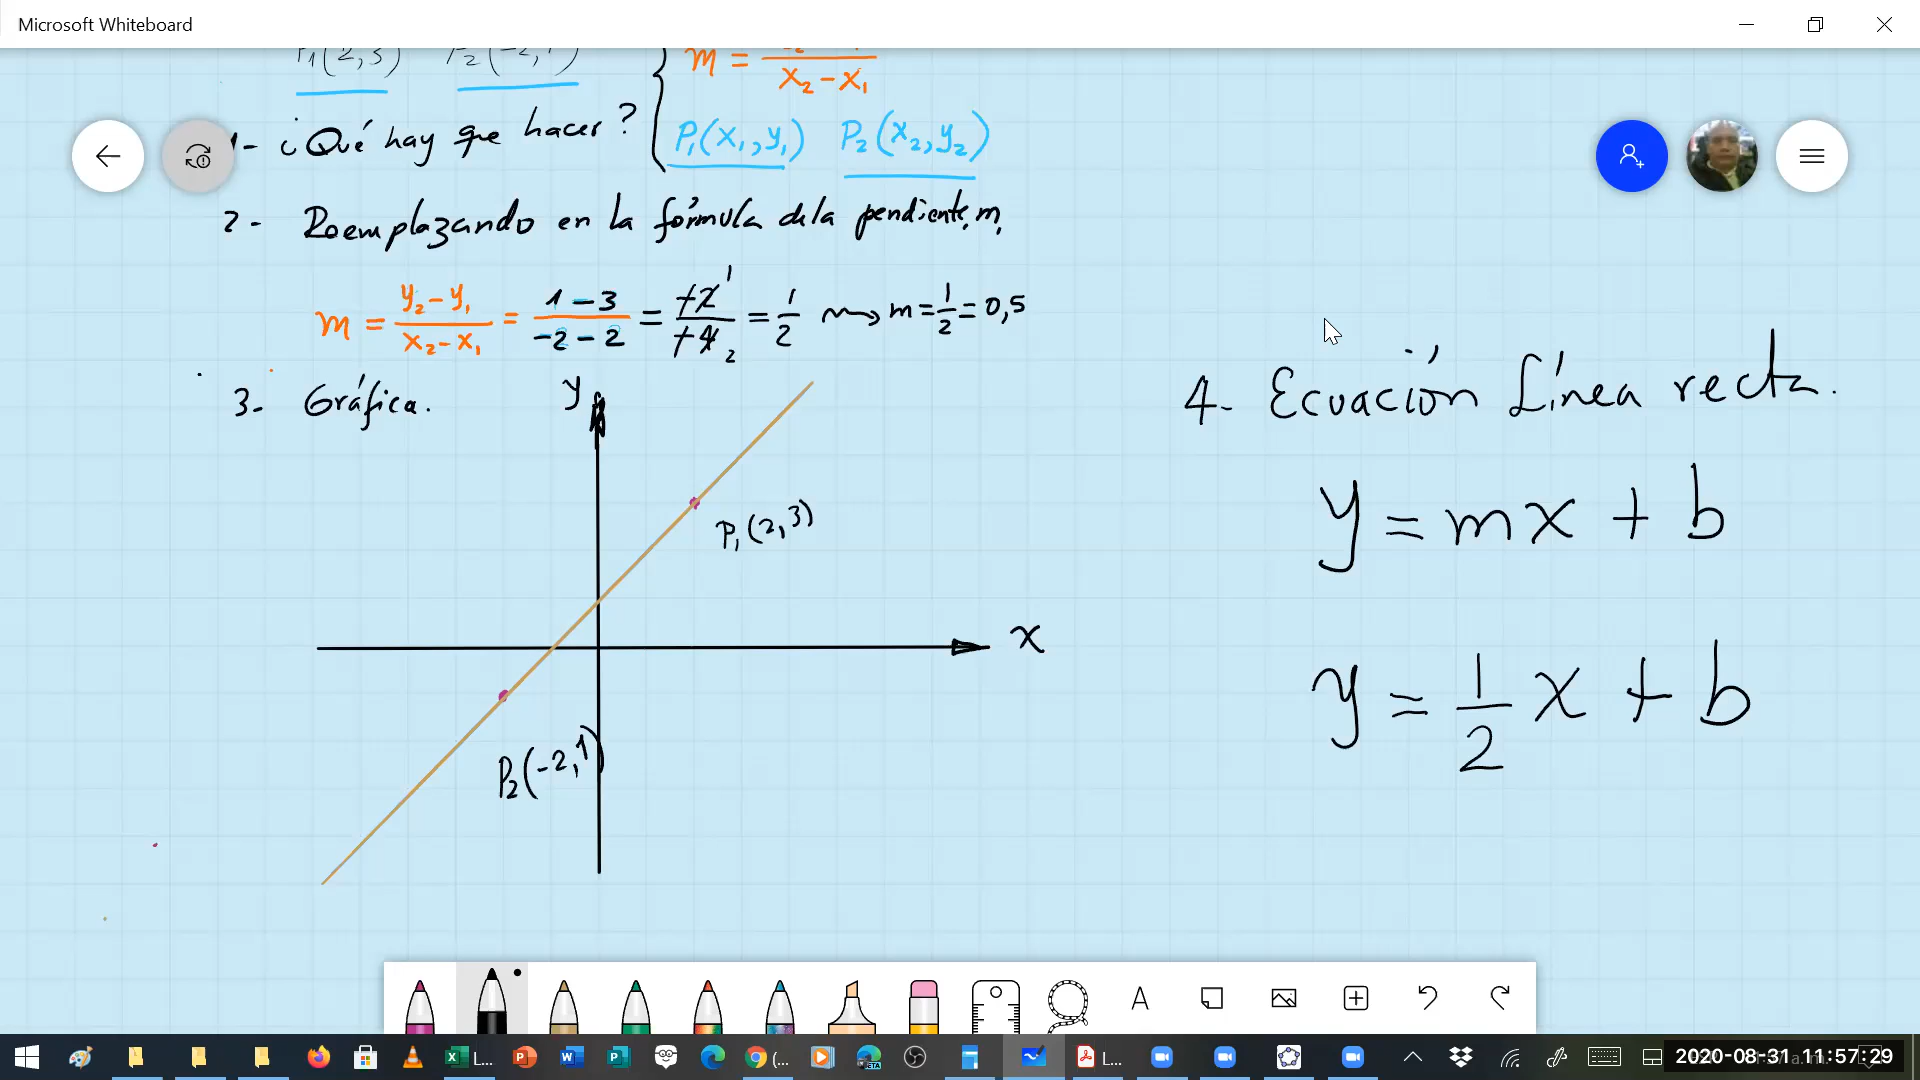 Microsoft Whiteboard
P1(2,3) P2(-2,1)
m = y2 - y1 / x2 - x1
1- ¿Qué hay que hacer?
P1(x1,y1) P2(x2,y2)
2- Reemplazando en la fórmula de la pendiente, m,
m = y2 - y1 / x2 - x1 = 1 - 3 / -2 - 2 = +2 1 / +4 2 = 1/2 → m = 1/2 = 0,5
3- Gráfica.
y
P1(2,3)
x
P2(-2,1)
4- Ecuación Línea recta.
y = mx + b
y = 1/2 x + b
A
L...
(...
L...
2020-08-31 11:57:29